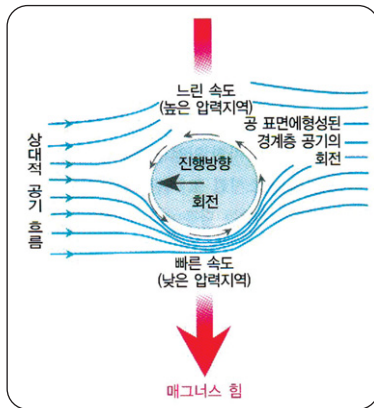 느린 속도
(높은 압력지역)
공 표면에형성된
경계층 공기의
회전
상대적 공기 흐름
진행방향
회전
빠른 속도
(낮은 압력지역)
매그너스 힘